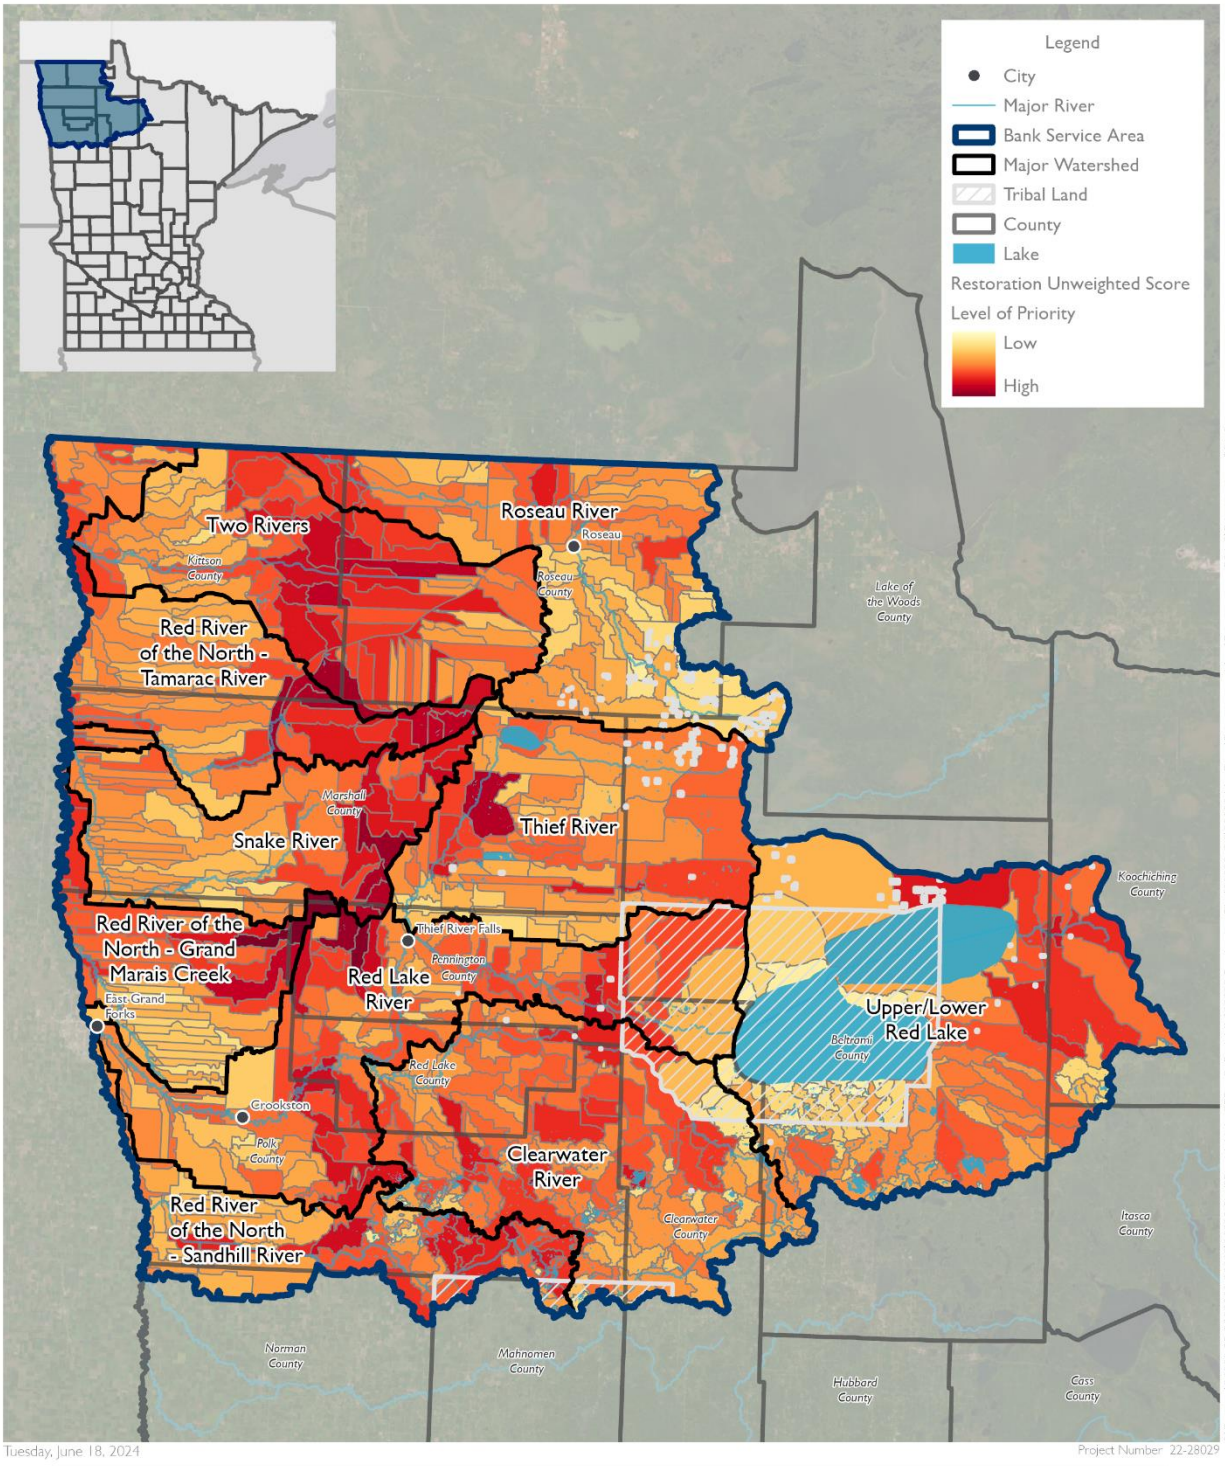 Legend
City
Major River
Bank Service Area
Major Watershed
Tribal Land
County
Lake
Restoration Unweighted Score
Level of Priority
Low
High
Roseau River
Two Rivers
Roseau
Kittson
County
Roseau
County
Lake of
the Woods
County
Red River
of the North -
Tamarac River
Marshall
County
Thief River
Snake River
Koochiching
County
Red River of the
North - Grand
Marais Creek
Thief River Falls
Pennington
County
Red Lake
River
East Grand
Forks
Upper/Lower
Red Lake
Beltrami
County
Red Lake
County
Crookston
Polk
County
Clearwater
River
Red River
of the North
- Sandhill River
Clearwater
County
Itasca
County
Norman
County
Mahnomen
County
Hubbard
County
Cass
County
Tuesday, June 18, 2024
Project Number 22-28029